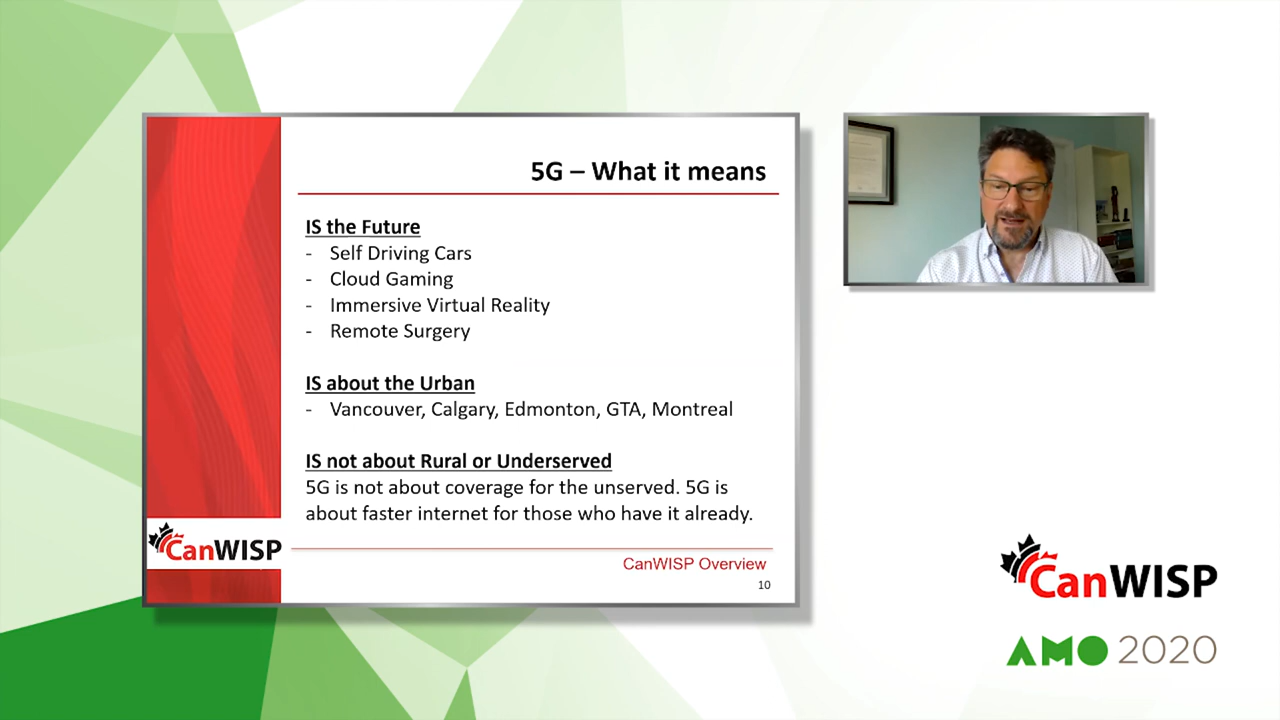 5G – What it means
IS the Future
- Self Driving Cars
- Cloud Gaming
- Immersive Virtual Reality
- Remote Surgery
IS about the Urban
- Vancouver, Calgary, Edmonton, GTA, Montreal
IS not about Rural or Underserved
5G is not about coverage for the unserved. 5G is
about faster internet for those who have it already.
CanWISP
CanWISP Overview
10
CanWISP
AMO 2020